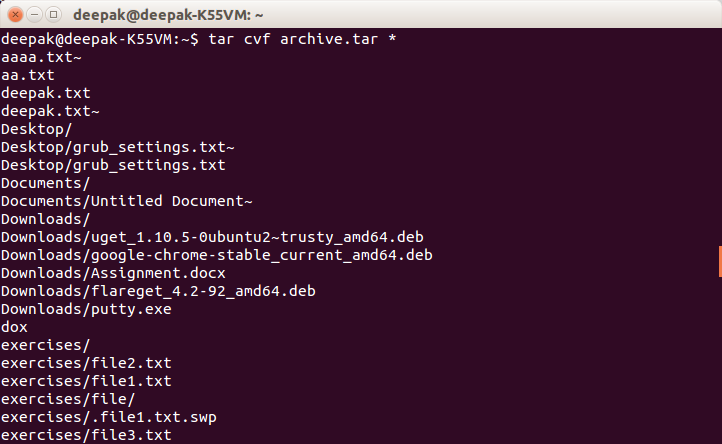 deepak@deepak-K55VM: ~
deepak@deepak-K55VM:~$ tar cvf archive.tar *
aaaa.txt~
aa.txt
deepak.txt
deepak.txt~
Desktop/
Desktop/grub_settings.txt~
Desktop/grub_settings.txt
Documents/
Documents/Untitled Document~
Downloads/
Downloads/uget_1.10.5-0ubuntu2~trusty_amd64.deb
Downloads/google-chrome-stable_current_amd64.deb
Downloads/Assignment.docx
Downloads/flareget_4.2-92_amd64.deb
Downloads/putty.exe
dox
exercises/
exercises/file2.txt
exercises/file1.txt
exercises/file/
exercises/.file1.txt.swp
exercises/file3.txt